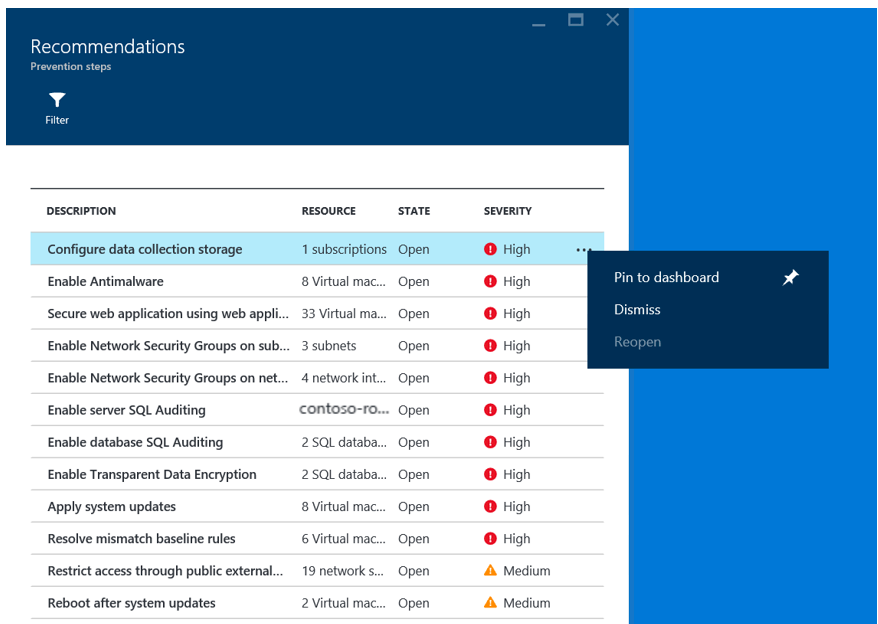 Recommendations
Prevention steps
Filter
DESCRIPTION RESOURCE STATE SEVERITY
Configure data collection storage 1 subscriptions Open High ...
Pin to dashboard
Enable Antimalware 8 Virtual mac... Open High
Dismiss
Secure web application using web appli... 33 Virtual ma... Open High
Reopen
Enable Network Security Groups on sub... 3 subnets Open High
Enable Network Security Groups on net... 4 network int... Open High
Enable server SQL Auditing contoso-ro... Open High
Enable database SQL Auditing 2 SQL databa... Open High
Enable Transparent Data Encryption 2 SQL databa... Open High
Apply system updates 8 Virtual mac... Open High
Resolve mismatch baseline rules 6 Virtual mac... Open High
Restrict access through public external... 19 network s... Open Medium
Reboot after system updates 2 Virtual mac... Open Medium